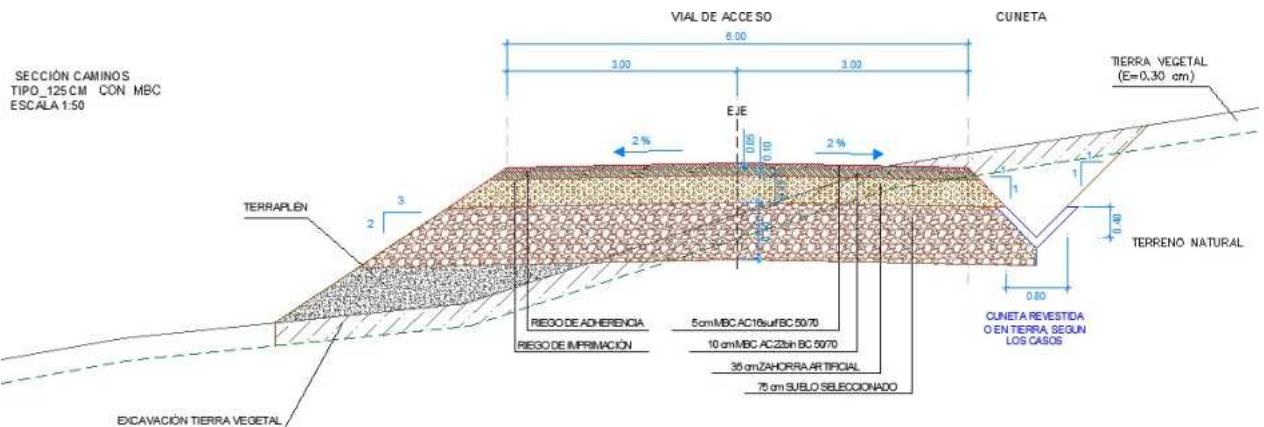 VIAL DE ACCESO
CUNETA
6.00
3.00
3.00
SECCIÓN CAMINOS
TIPO_125CM CON MBC
ESCALA 1:50
TIERRA VEGETAL
(E=0.30 cm)
EJE
2 %
2 %
0.05
0.10
1
1
1
1
TERRAPLÉN
3
2
0.40
TERRENO NATURAL
0.80
CUNETA REVESTIDA
O EN TIERRA, SEGUN
LOS CASOS
RIEGO DE ADHERENCIA
5 cm MBC AC16surf BC 50/70
RIEGO DE IMPRIMACIÓN
10 cm MBC AC22bin BC 50/70
35 cm ZAHORRA ARTIFICIAL
75 cm SUELO SELECCIONADO
EXCAVACIÓN TIERRA VEGETAL